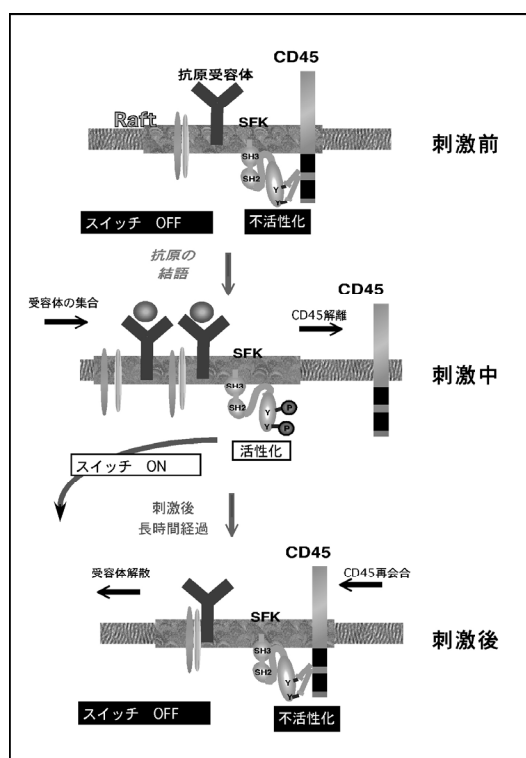 CD45
抗原受容体
Raft
SFK
刺激前
SH3
SH2
Y
Y
スイッチ OFF
不活性化
抗原の
結語
受容体の集合
CD45解離
CD45
SFK
刺激中
SH3
SH2
Y
P
Y
P
スイッチ ON
活性化
刺激後
長時間経過
受容体解散
CD45
CD45再会合
SFK
刺激後
SH3
SH2
Y
Y
スイッチ OFF
不活性化